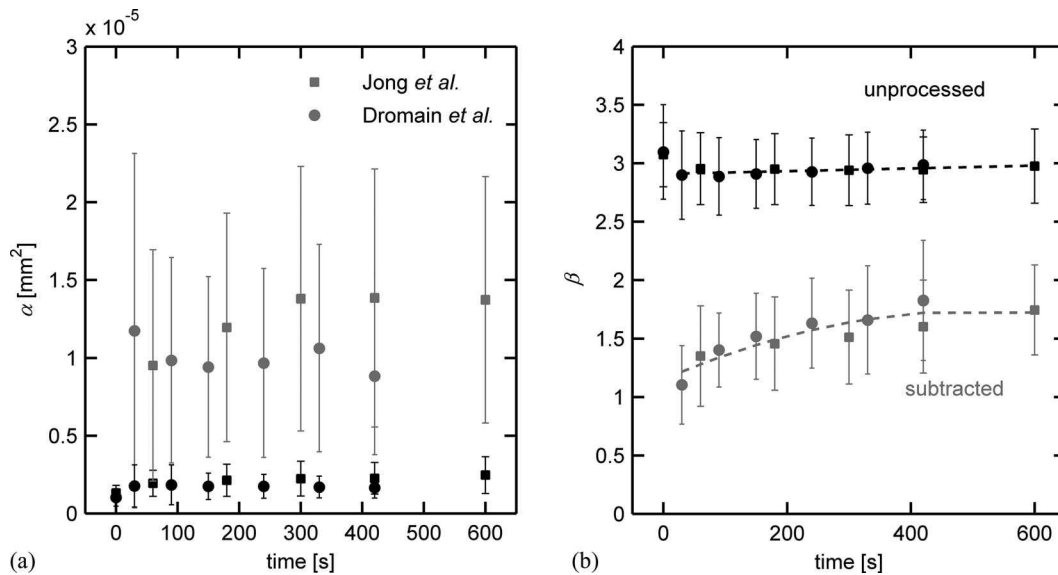 x 10⁻⁵
3
2.5
2
1.5
1
0.5
0
α [mm²]
0 100 200 300 400 500 600
time [s]
Jong et al.
Dromain et al.
(a)
4
3.5
3
2.5
2
1.5
1
0.5
0
β
0 200 400 600
time [s]
unprocessed
subtracted
(b)